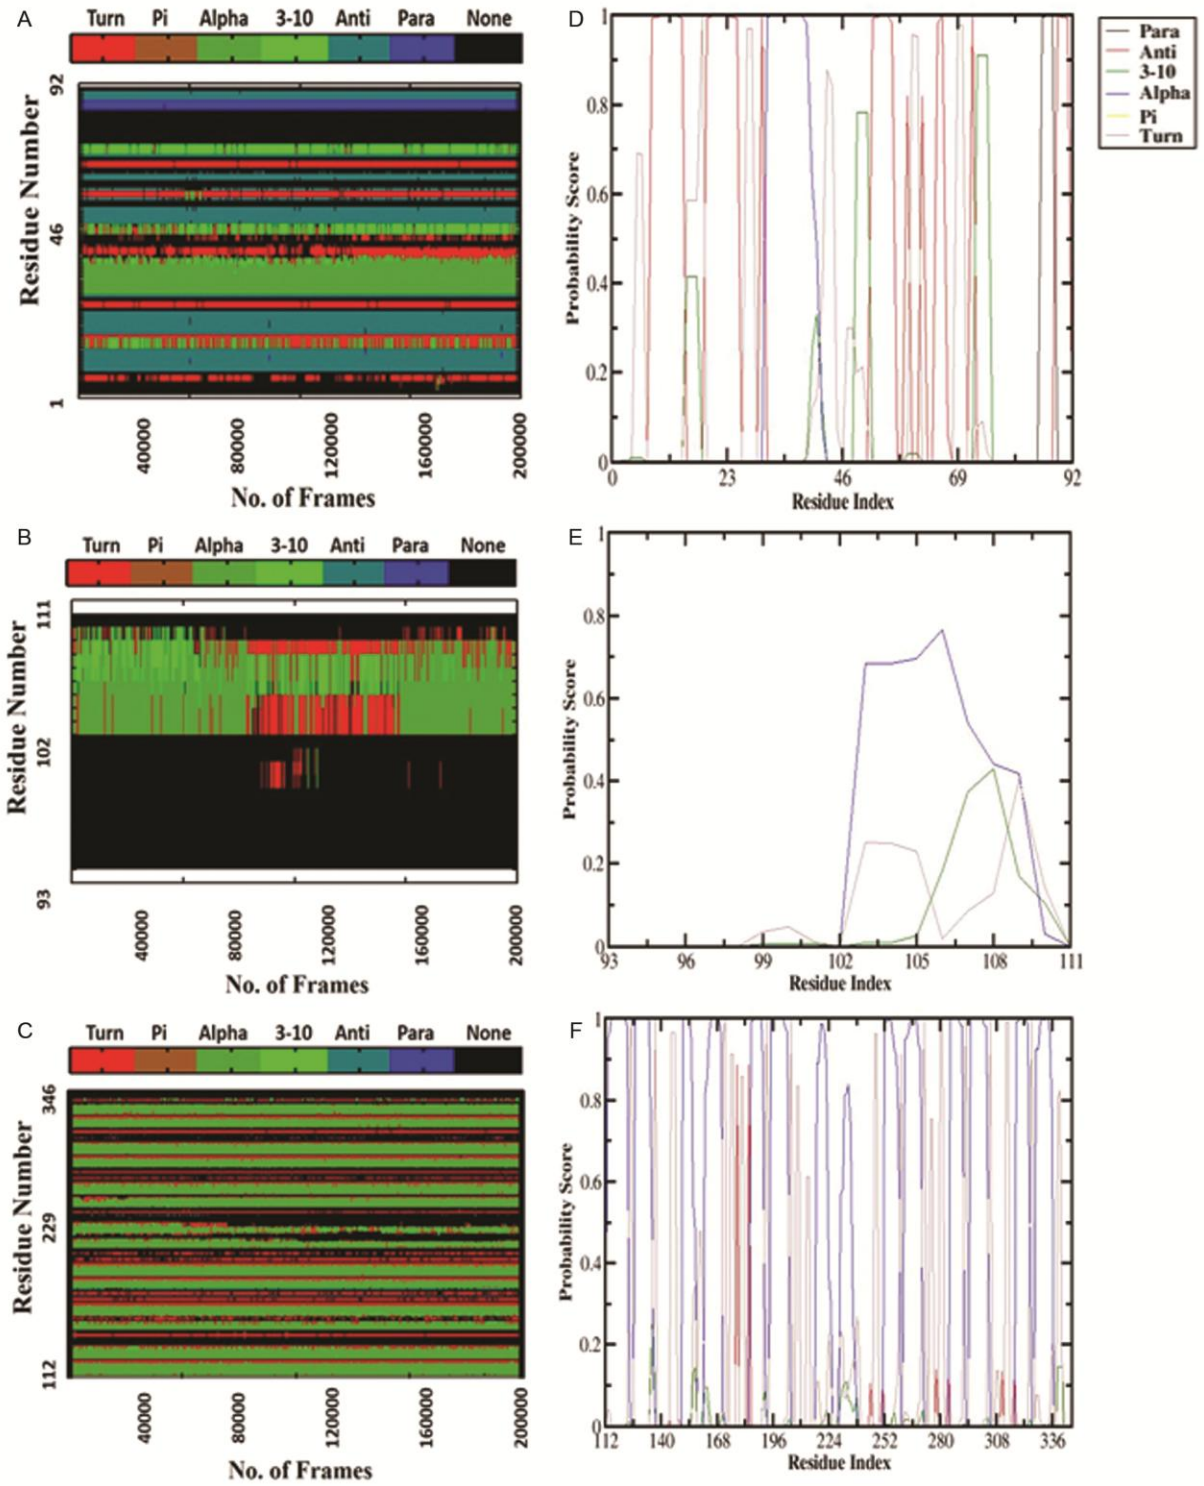 A
Turn Pi Alpha 3-10 Anti Para None
Residue Number
92
46
1
40000 80000 120000 160000 200000
No. of Frames
D
1
0.8
0.6
0.4
0.2
0
Probability Score
0 23 46 69 92
Residue Index
Para
Anti
3-10
Alpha
Pi
Turn
B
Turn Pi Alpha 3-10 Anti Para None
Residue Number
111
102
93
40000 80000 120000 160000 200000
No. of Frames
E
1
0.8
0.6
0.4
0.2
0
Probability Score
93 96 99 102 105 108 111
Residue Index
C
Turn Pi Alpha 3-10 Anti Para None
Residue Number
346
229
112
40000 80000 120000 160000 200000
No. of Frames
F
1
0.8
0.6
0.4
0.2
0
Probability Score
112 140 168 196 224 252 280 308 336
Residue Index